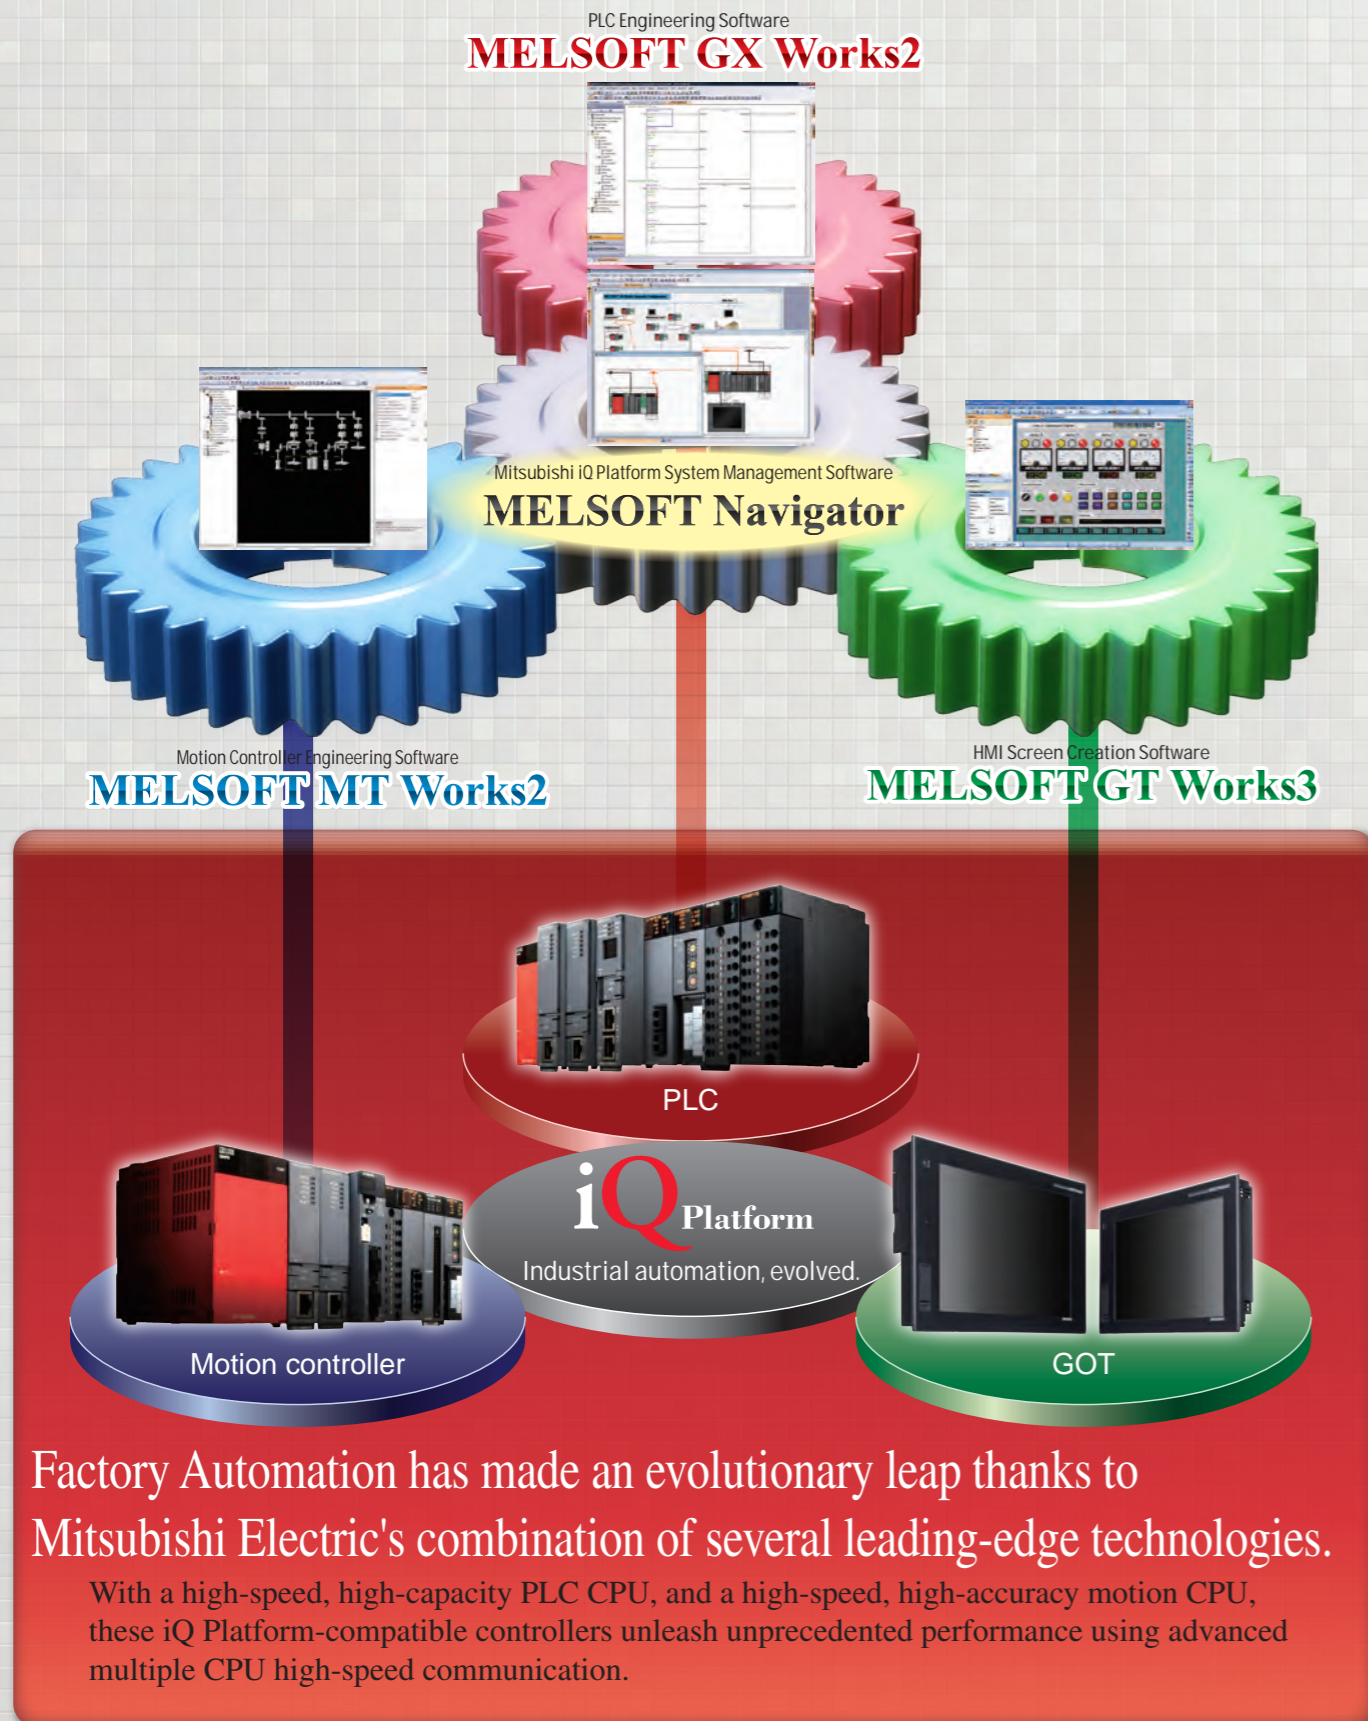 PLC Engineering Software
MELSOFT GX Works2
Mitsubishi iQ Platform System Management Software
MELSOFT Navigator
Motion Controller Engineering Software
MELSOFT MT Works2
HMI Screen Creation Software
MELSOFT GT Works3
PLC
iQ Platform
Industrial automation, evolved.
Motion controller
GOT
Factory Automation has made an evolutionary leap thanks to
Mitsubishi Electric's combination of several leading-edge technologies.
With a high-speed, high-capacity PLC CPU, and a high-speed, high-accuracy motion CPU,
these iQ Platform-compatible controllers unleash unprecedented performance using advanced
multiple CPU high-speed communication.